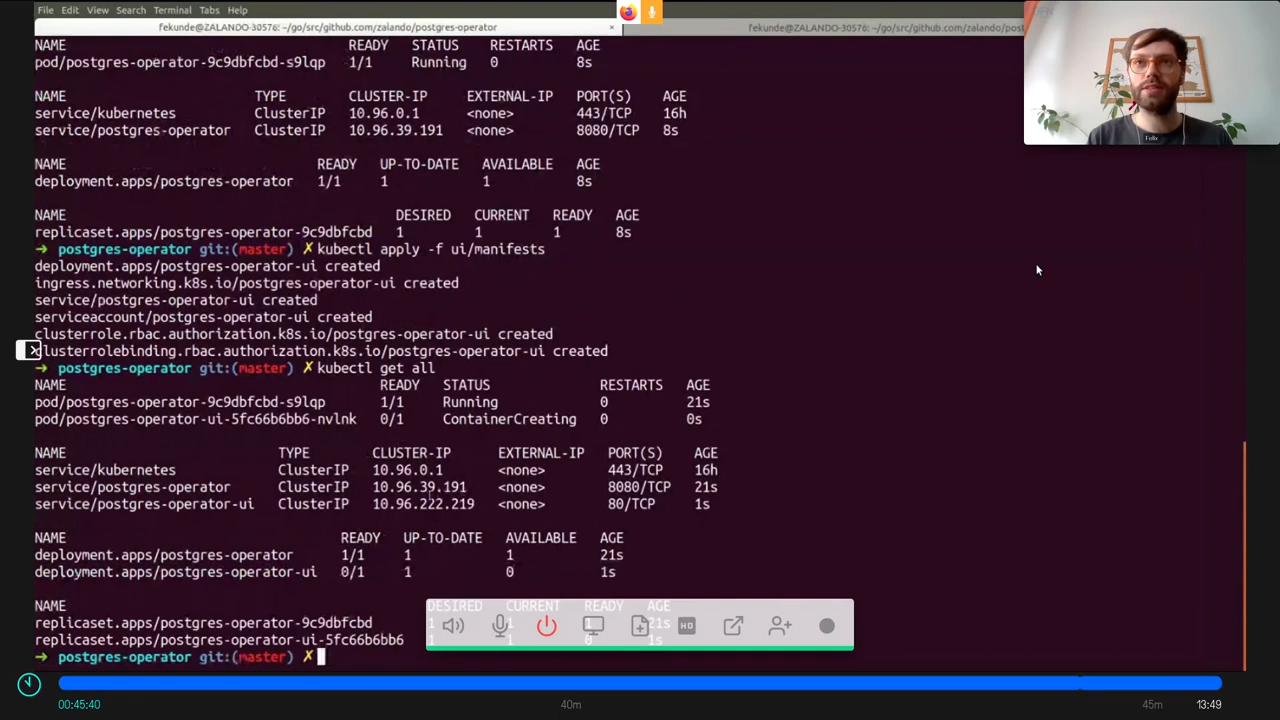 File Edit View Search Terminal Tabs Help
fekunde@ZALANDO-30576: ~/go/src/github.com/zalando/postgres-operator × fekunde@ZALANDO-30576: ~/go/src/github.com/zalando/post
NAME READY STATUS RESTARTS AGE
pod/postgres-operator-9c9dbfcbd-s9lqp 1/1 Running 0 8s
NAME TYPE CLUSTER-IP EXTERNAL-IP PORT(S) AGE
service/kubernetes ClusterIP 10.96.0.1 <none> 443/TCP 16h
service/postgres-operator ClusterIP 10.96.39.191 <none> 8080/TCP 8s
NAME READY UP-TO-DATE AVAILABLE AGE
deployment.apps/postgres-operator 1/1 1 1 8s
NAME DESIRED CURRENT READY AGE
replicaset.apps/postgres-operator-9c9dbfcbd 1 1 1 8s
➜ postgres-operator git:(master) ✗ kubectl apply -f ui/manifests
deployment.apps/postgres-operator-ui created
ingress.networking.k8s.io/postgres-operator-ui created
service/postgres-operator-ui created
serviceaccount/postgres-operator-ui created
clusterrole.rbac.authorization.k8s.io/postgres-operator-ui created
clusterrolebinding.rbac.authorization.k8s.io/postgres-operator-ui created
➜ postgres-operator git:(master) ✗ kubectl get all
NAME READY STATUS RESTARTS AGE
pod/postgres-operator-9c9dbfcbd-s9lqp 1/1 Running 0 21s
pod/postgres-operator-ui-5fc66b6bb6-nvlnk 0/1 ContainerCreating 0 0s
NAME TYPE CLUSTER-IP EXTERNAL-IP PORT(S) AGE
service/kubernetes ClusterIP 10.96.0.1 <none> 443/TCP 16h
service/postgres-operator ClusterIP 10.96.39.191 <none> 8080/TCP 21s
service/postgres-operator-ui ClusterIP 10.96.222.219 <none> 80/TCP 1s
NAME READY UP-TO-DATE AVAILABLE AGE
deployment.apps/postgres-operator 1/1 1 1 21s
deployment.apps/postgres-operator-ui 0/1 1 0 1s
NAME DESIRED CURRENT READY AGE
replicaset.apps/postgres-operator-9c9dbfcbd 1 1 1 21s
replicaset.apps/postgres-operator-ui-5fc66b6bb6 1 1 0 1s
➜ postgres-operator git:(master) ✗
Felix
HD
00:45:40 40m 45m 13:49